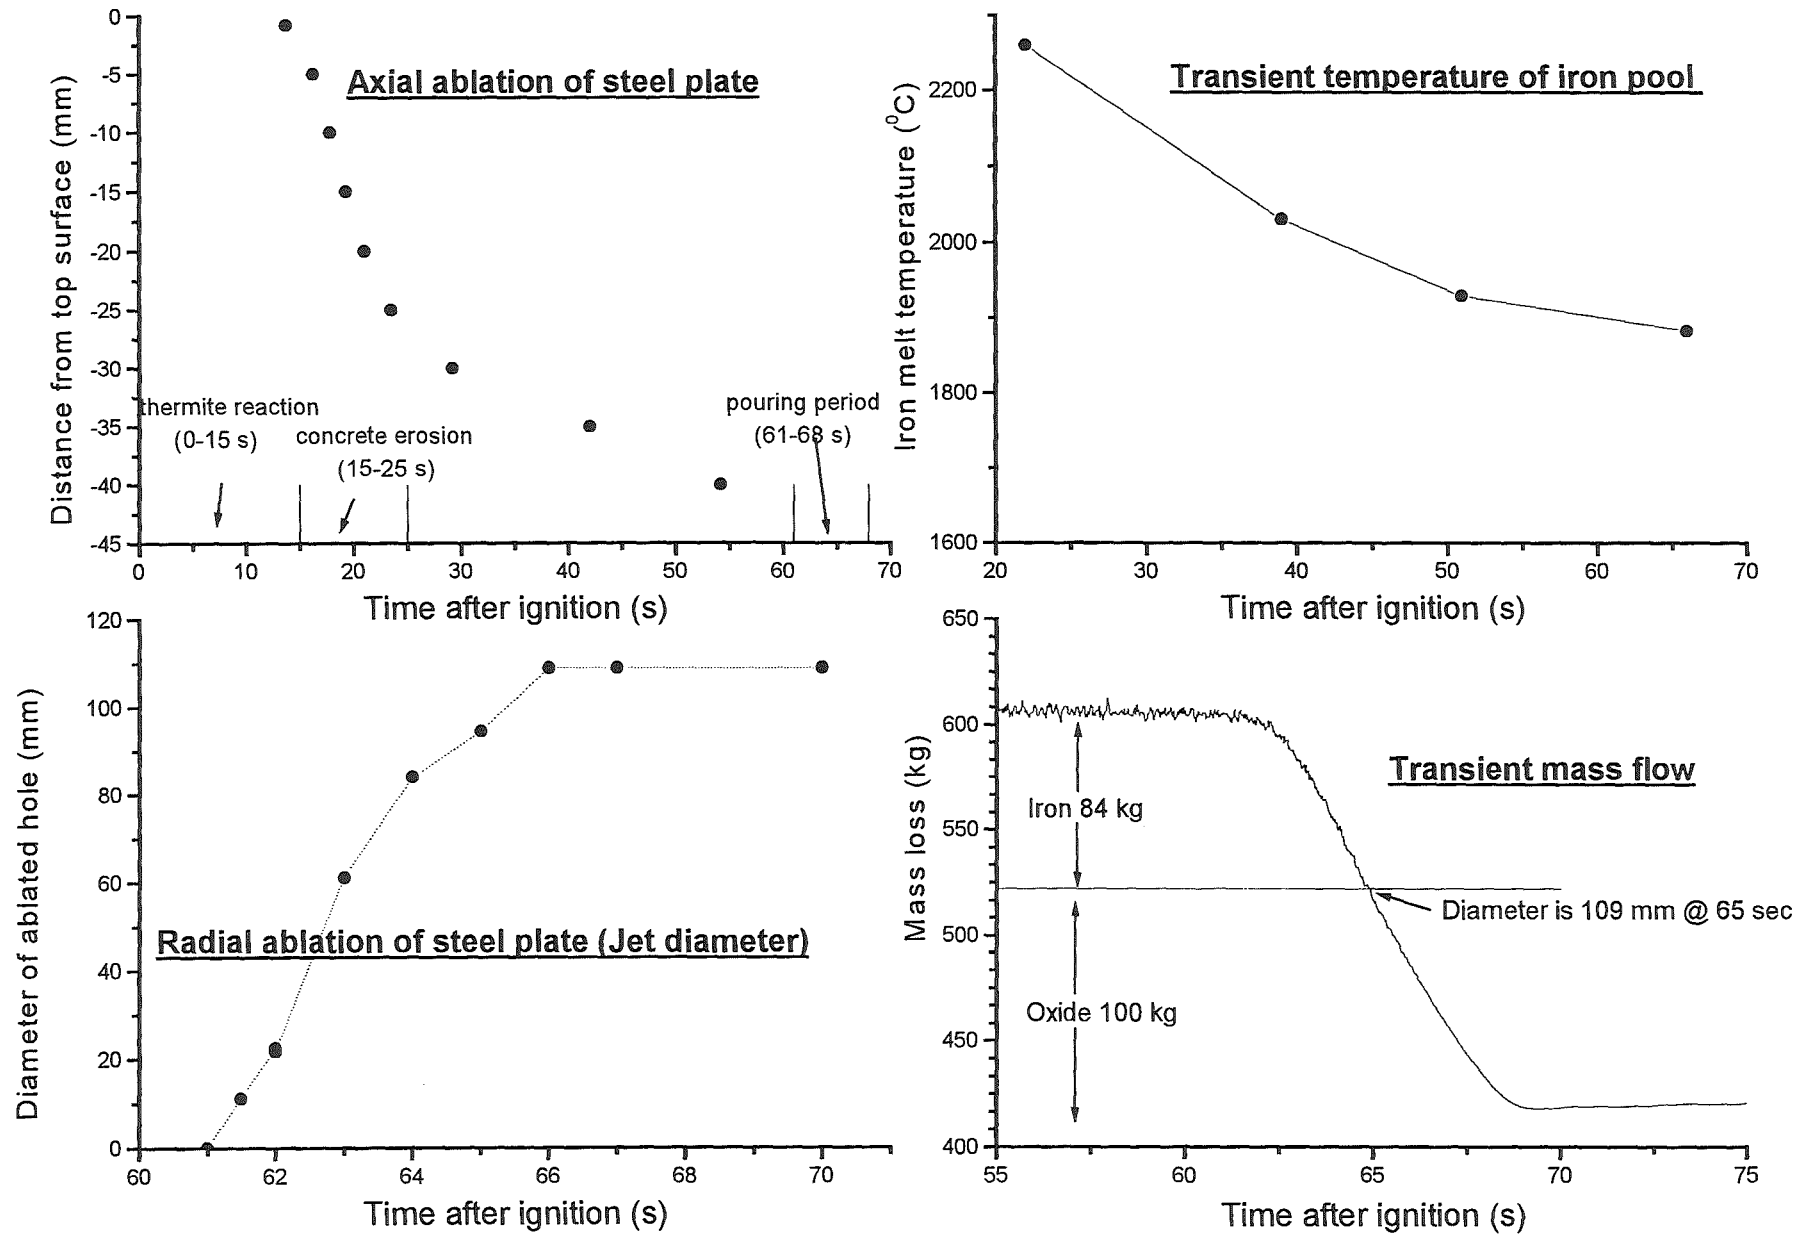 Axial ablation of steel plate
Distance from top surface (mm)
0
-5
-10
-15
-20
-25
-30
-35
-40
-45
thermite reaction
(0-15 s)
concrete erosion
(15-25 s)
pouring period
(61-68 s)
0 10 20 30 40 50 60 70
Time after ignition (s)
Transient temperature of iron pool
Iron melt temperature (⁰C)
2200
2000
1800
1600
20 30 40 50 60 70
Time after ignition (s)
Diameter of ablated hole (mm)
120
100
80
60
40
20
0
Radial ablation of steel plate (Jet diameter)
60 62 64 66 68 70
Time after ignition (s)
Mass loss (kg)
650
600
550
500
450
400
Transient mass flow
Iron 84 kg
Diameter is 109 mm @ 65 sec
Oxide 100 kg
55 60 65 70 75
Time after ignition (s)